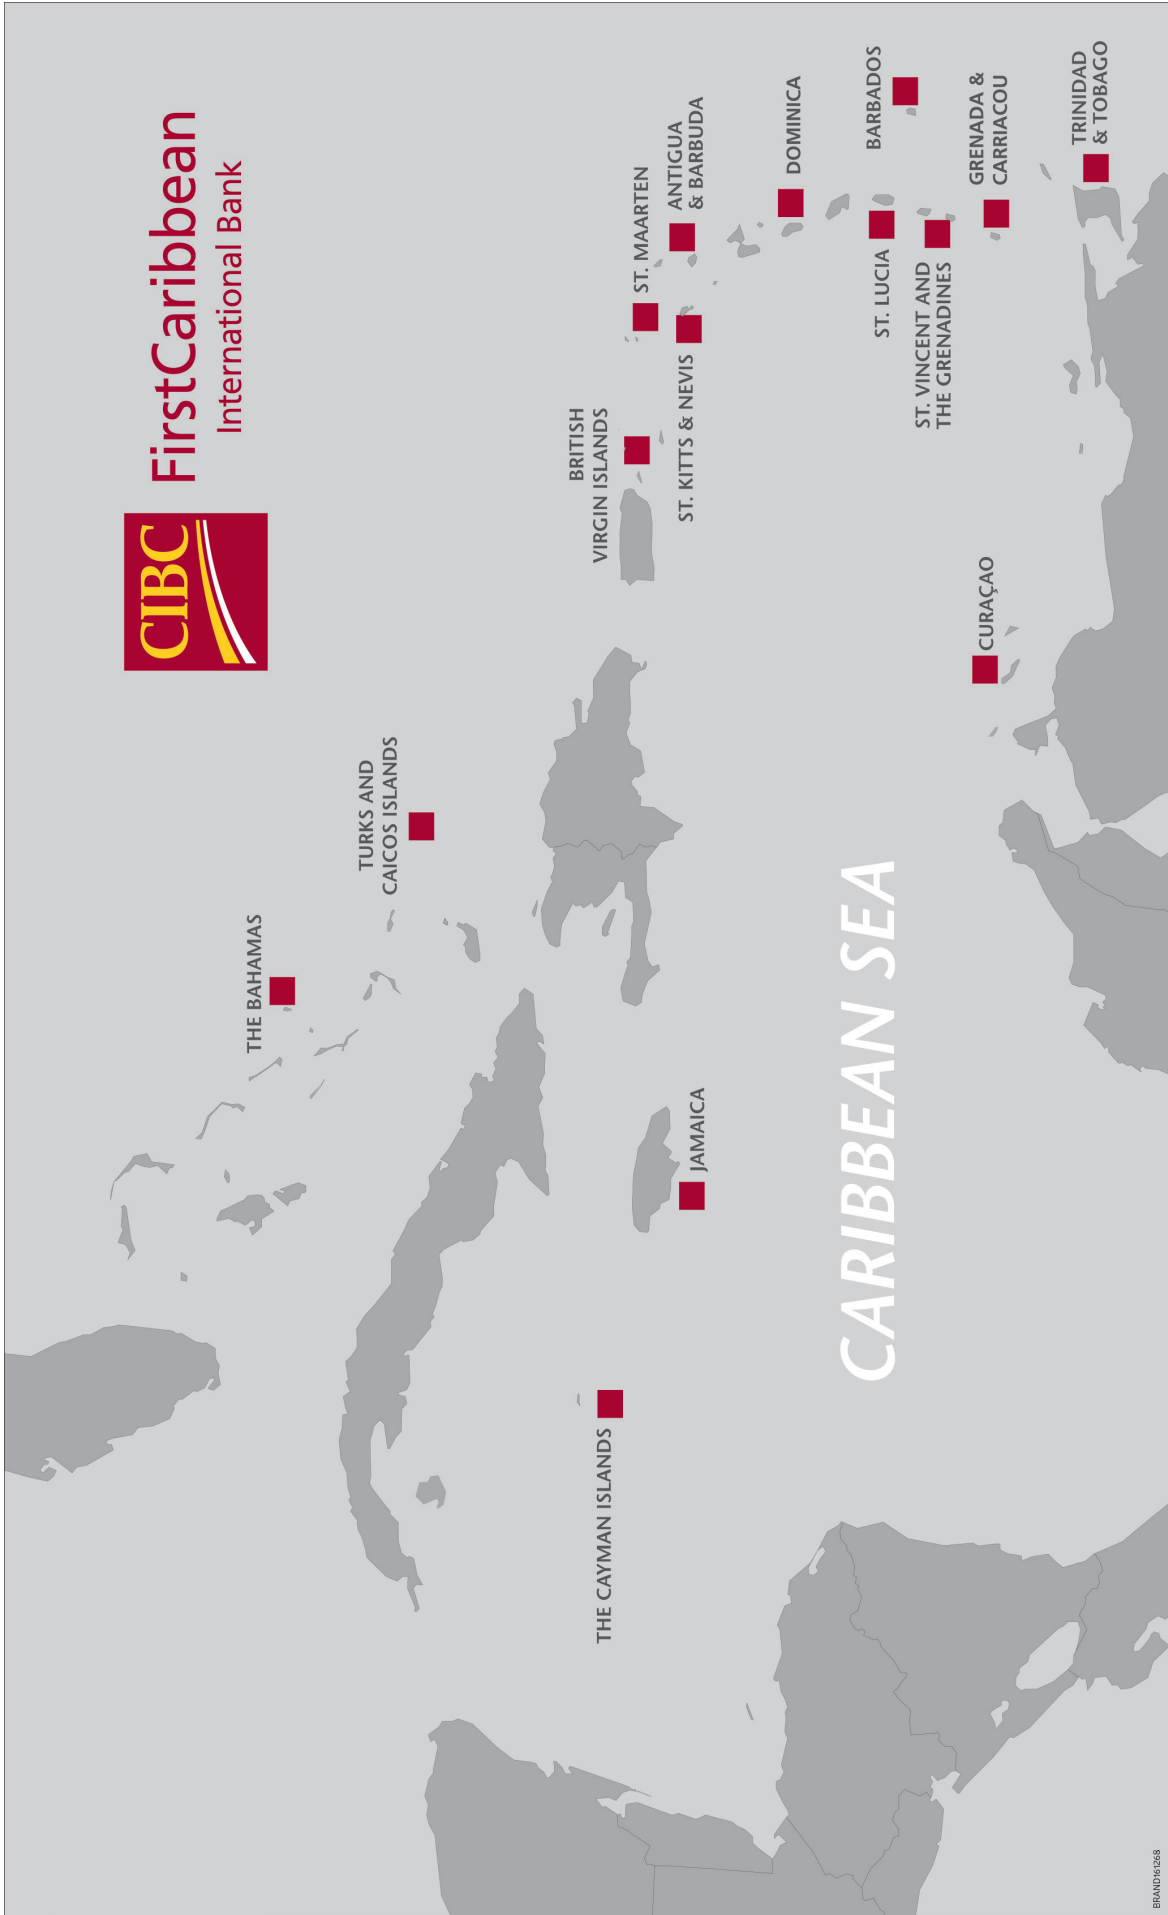 CIBC
FirstCaribbean
International Bank
THE BAHAMAS
TURKS AND
CAICOS ISLANDS
BRITISH
VIRGIN ISLANDS
THE CAYMAN ISLANDS
ST. MAARTEN
ANTIGUA
& BARBUDA
ST. KITTS & NEVIS
JAMAICA
DOMINICA
CARIBBEAN SEA
BARBADOS
ST. LUCIA
ST. VINCENT AND
THE GRENADINES
GRENADA &
CARRIACOU
CURAÇAO
TRINIDAD
& TOBAGO
BRAND161268